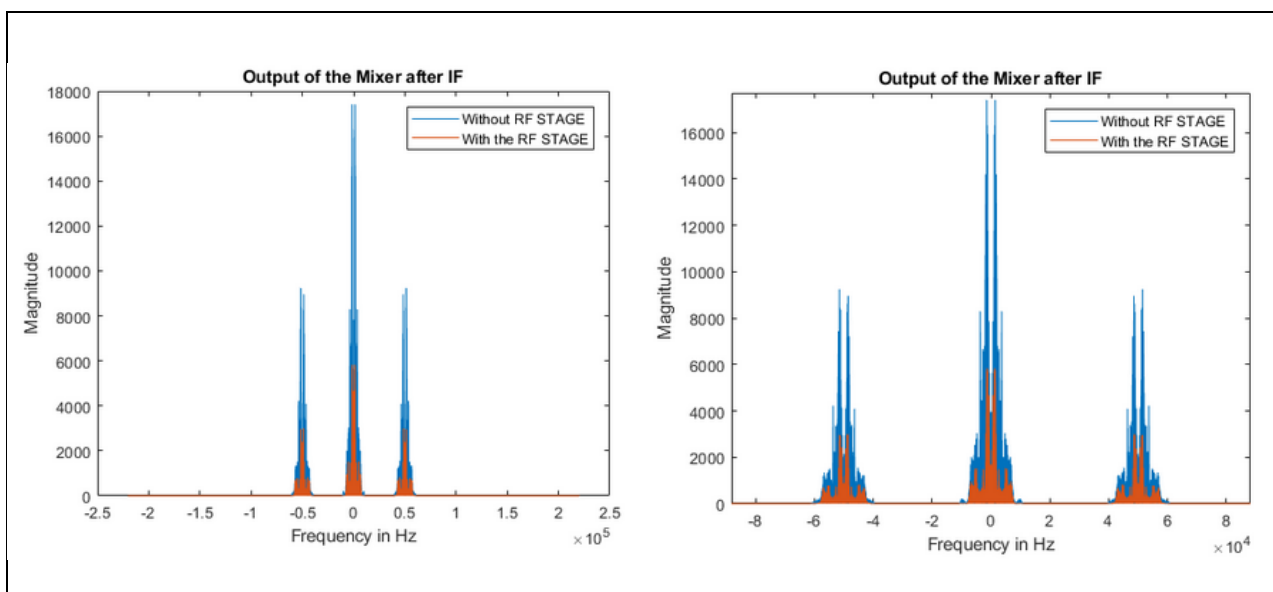 Output of the Mixer after IF
Without RF STAGE
With the RF STAGE
Magnitude
18000
16000
14000
12000
10000
8000
6000
4000
2000
0
-2.5 -2 -1.5 -1 -0.5 0 0.5 1 1.5 2 2.5
Frequency in Hz
× 10^5
Output of the Mixer after IF
Without RF STAGE
With the RF STAGE
Magnitude
16000
14000
12000
10000
8000
6000
4000
2000
0
-8 -6 -4 -2 0 2 4 6 8
Frequency in Hz
× 10^4